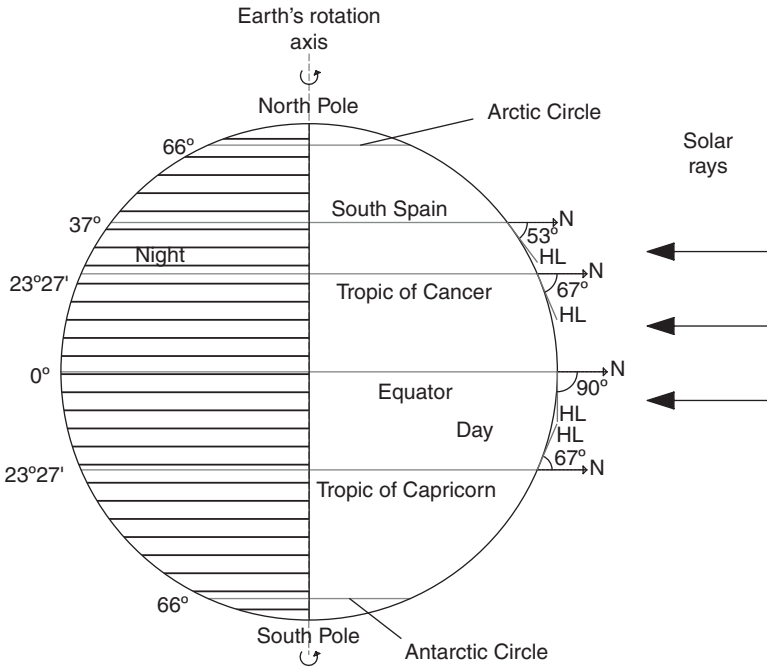 Earth's rotation
axis
North Pole
Arctic Circle
Solar
rays
66º
South Spain
37º
N
53º
HL
Night
N
23º27'
67º
Tropic of Cancer
HL
0º
N
90º
Equator
HL
Day
HL
67º
23º27'
N
Tropic of Capricorn
66º
South Pole
Antarctic Circle